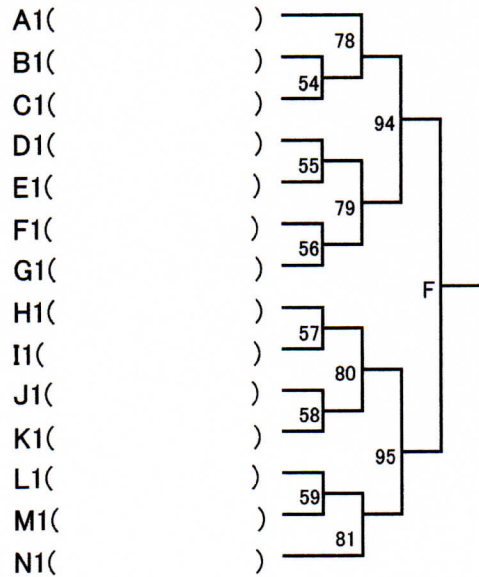 A1( )
78
B1( )
54
C1( )
94
D1( )
55
E1( )
79
F1( )
56
G1( )
F
H1( )
57
I1( )
80
J1( )
58
K1( )
95
L1( )
59
M1( )
81
N1( )